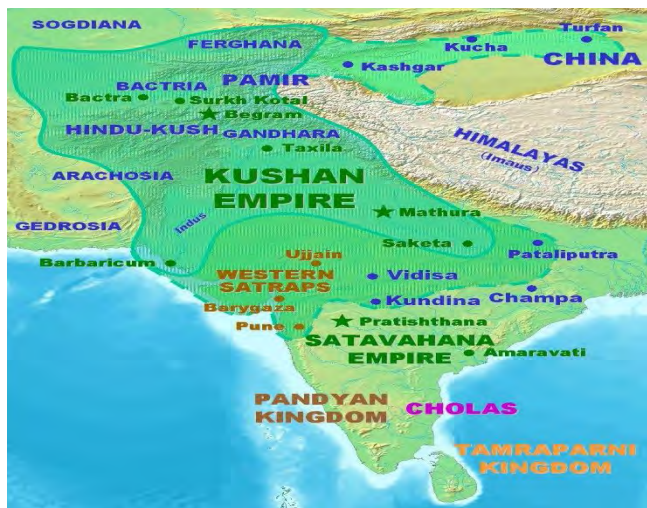 SOGDIANA
Turfan
FERGHANA
Kucha
CHINA
Kashgar
PAMIR
BACTRIA
Bactra
Surkh Kotal
Begram
HINDU-KUSH
GANDHARA
HIMALAYAS
(Imaus)
Taxila
ARACHOSIA
KUSHAN
EMPIRE
Mathura
GEDROSIA
Indus
Saketa
Pataliputra
Ujjain
Barbaricum
WESTERN
SATRAPS
Vidisa
Barygaza
Kundina
Champa
Pune
Pratishthana
SATAVAHANA
EMPIRE
Amaravati
PANDYAN
KINGDOM
CHOLAS
TAMRAPARNI
KINGDOM